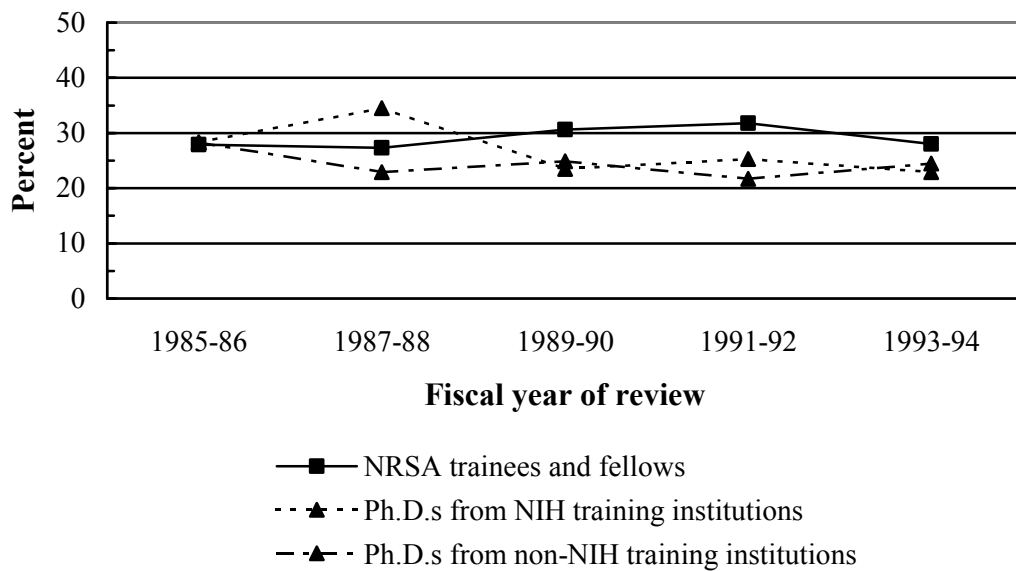 50
40
30
20
10
0
Percent
1985-86 1987-88 1989-90 1991-92 1993-94
Fiscal year of review
NRSA trainees and fellows
Ph.D.s from NIH training institutions
Ph.D.s from non-NIH training institutions